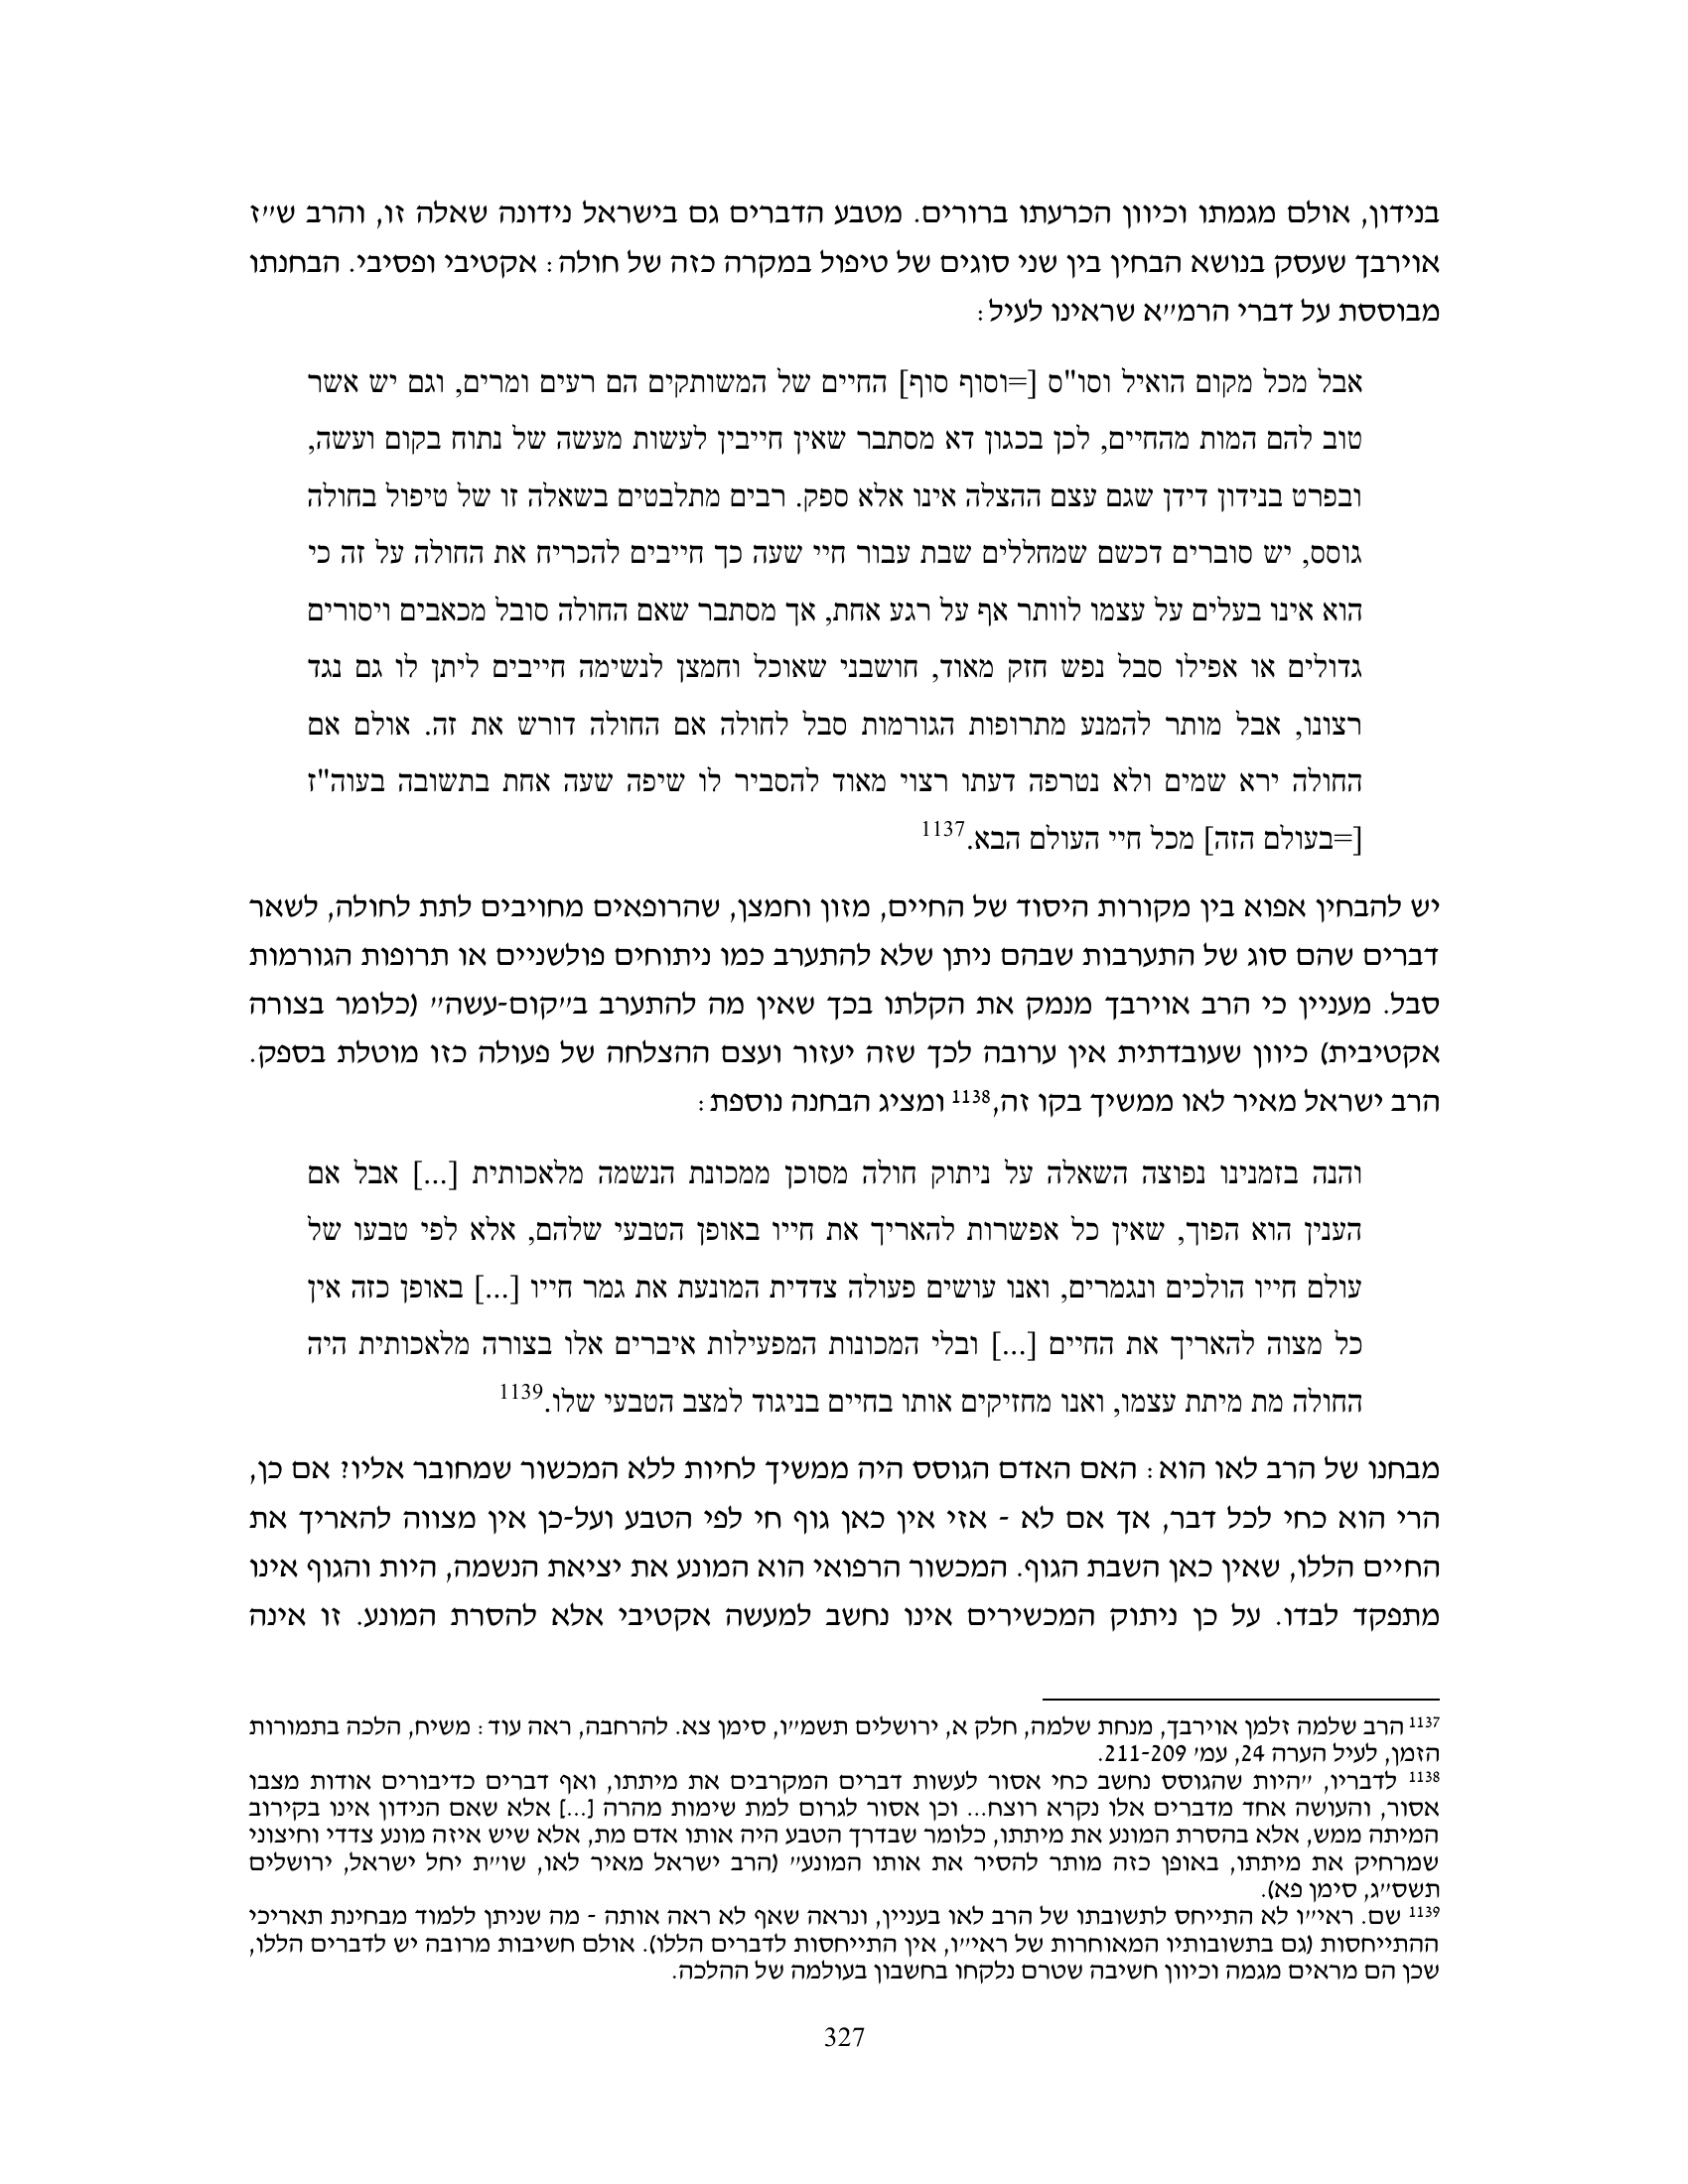 בנידון, אולם מגמתו וכיוון הכרעתו ברורים. מטבע הדברים גם בישראל נידונה שאלה זו, והרב ש״ז
אוירבך שעסק בנושא הבחין בין שני סוגים של טיפול במקרה כזה של חולה: אקטיבי ופסיבי. הבחנתו
מבוססת על דברי הרמ״א שראינו לעיל:
אבל מכל מקום הואיל וסו"ס [=וסוף סוף] החיים של המשותקים הם רעים ומרים, וגם יש אשר
טוב להם המות מהחיים, לכן בכגון דא מסתבר שאין חייבין לעשות מעשה של נתוח בקום ועשה,
ובפרט בנידון דידן שגם עצם ההצלה אינו אלא ספק. רבים מתלבטים בשאלה זו של טיפול בחולה
גוסס, יש סוברים דכשם שמחללים שבת עבור חיי שעה כך חייבים להכריח את החולה על זה כי
הוא אינו בעלים על עצמו לוותר אף על רגע אחת, אך מסתבר שאם החולה סובל מכאבים ויסורים
גדולים או אפילו סבל נפש חזק מאוד, חושבני שאוכל וחמצן לנשימה חייבים ליתן לו גם נגד
רצונו, אבל מותר להמנע מתרופות הגורמות סבל לחולה אם החולה דורש את זה. אולם אם
החולה ירא שמים ולא נטרפה דעתו רצוי מאוד להסביר לו שיפה שעה אחת בתשובה בעוה"ז
[=בעולם הזה] מכל חיי העולם הבא.1137
יש להבחין אפוא בין מקורות היסוד של החיים, מזון וחמצן, שהרופאים מחויבים לתת לחולה, לשאר
דברים שהם סוג של התערבות שבהם ניתן שלא להתערב כמו ניתוחים פולשניים או תרופות הגורמות
סבל. מעניין כי הרב אוירבך מנמק את הקלתו בכך שאין מה להתערב ב״קום-עשה״ (כלומר בצורה
אקטיבית) כיוון שעובדתית אין ערובה לכך שזה יעזור ועצם ההצלחה של פעולה כזו מוטלת בספק.
הרב ישראל מאיר לאו ממשיך בקו זה,1138 ומציג הבחנה נוספת:
והנה בזמנינו נפוצה השאלה על ניתוק חולה מסוכן ממכונת הנשמה מלאכותית [...] אבל אם
הענין הוא הפוך, שאין כל אפשרות להאריך את חייו באופן הטבעי שלהם, אלא לפי טבעו של
עולם חייו הולכים ונגמרים, ואנו עושים פעולה צדדית המונעת את גמר חייו [...] באופן כזה אין
כל מצוה להאריך את החיים [...] ובלי המכונות המפעילות איברים אלו בצורה מלאכותית היה
החולה מת מיתת עצמו, ואנו מחזיקים אותו בחיים בניגוד למצב הטבעי שלו.1139
מבחנו של הרב לאו הוא: האם האדם הגוסס היה ממשיך לחיות ללא המכשור שמחובר אליו? אם כן,
הרי הוא כחי לכל דבר, אך אם לא - אזי אין כאן גוף חי לפי הטבע ועל-כן אין מצווה להאריך את
החיים הללו, שאין כאן השבת הגוף. המכשור הרפואי הוא המונע את יציאת הנשמה, היות והגוף אינו
מתפקד לבדו. על כן ניתוק המכשירים אינו נחשב למעשה אקטיבי אלא להסרת המונע. זו אינה
1137 הרב שלמה זלמן אוירבך, מנחת שלמה, חלק א, ירושלים תשמ״ו, סימן צא. להרחבה, ראה עוד: משיח, הלכה בתמורות
הזמן, לעיל הערה 24, עמ׳ 211-209.
1138 לדבריו, ״היות שהגוסס נחשב כחי אסור לעשות דברים המקרבים את מיתתו, ואף דברים כדיבורים אודות מצבו
אסור, והעושה אחד מדברים אלו נקרא רוצח... וכן אסור לגרום למת שימות מהרה [...] אלא שאם הנידון אינו בקירוב
המיתה ממש, אלא בהסרת המונע את מיתתו, כלומר שבדרך הטבע היה אותו אדם מת, אלא שיש איזה מונע צדדי וחיצוני
שמרחיק את מיתתו, באופן כזה מותר להסיר את אותו המונע״ (הרב ישראל מאיר לאו, שו״ת יחל ישראל, ירושלים
תשס״ג, סימן פא).
1139 שם. ראי״ו לא התייחס לתשובתו של הרב לאו בעניין, ונראה שאף לא ראה אותה - מה שניתן ללמוד מבחינת תאריכי
ההתייחסות (גם בתשובותיו המאוחרות של ראי״ו, אין התייחסות לדברים הללו). אולם חשיבות מרובה יש לדברים הללו,
שכן הם מראים מגמה וכיוון חשיבה שטרם נלקחו בחשבון בעולמה של ההלכה.
327